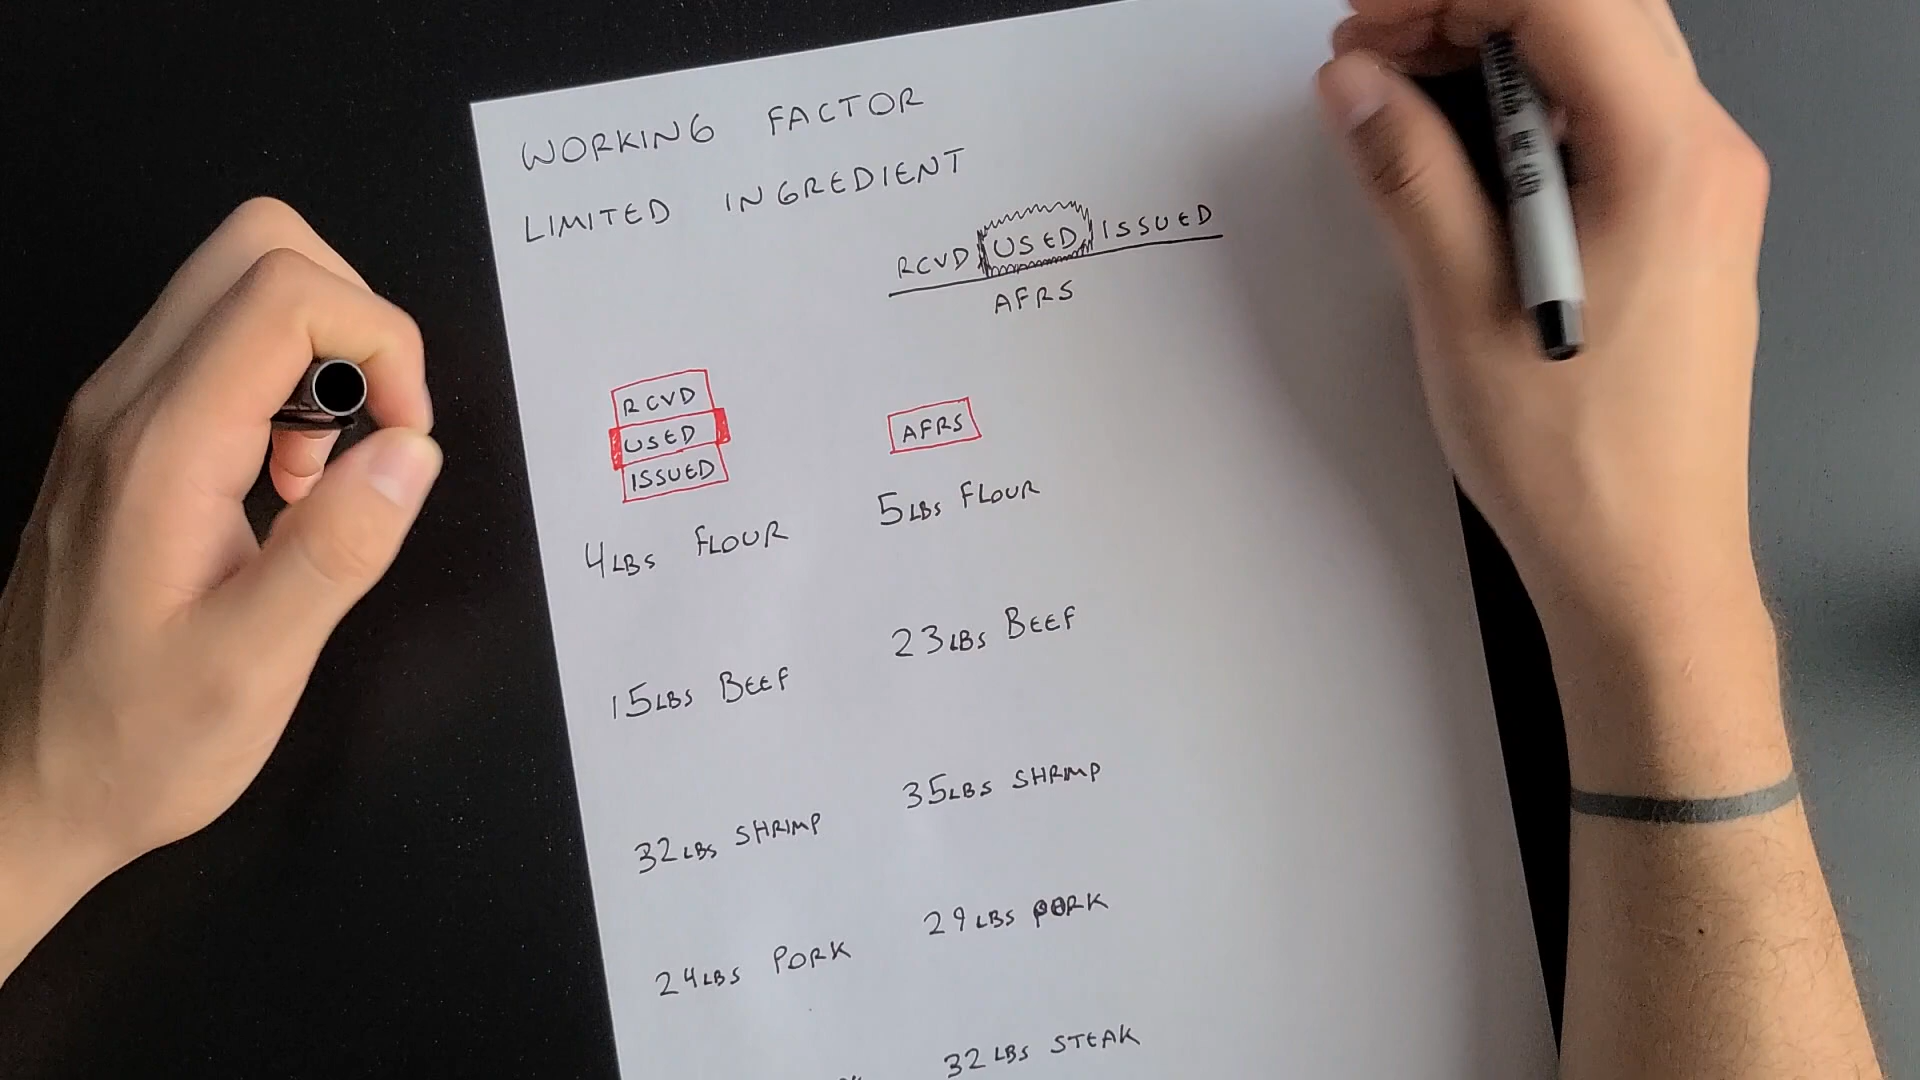 WORKING FACTOR
LIMITED INGREDIENT
RCVD USED ISSUED
AFRS
RCVD
USED
ISSUED
AFRS
4LBS FLOUR
5LBS FLOUR
15LBS BEEF
23LBS BEEF
32LBS SHRIMP
35LBS SHRIMP
24LBS PORK
29LBS PORK
32LBS STEAK